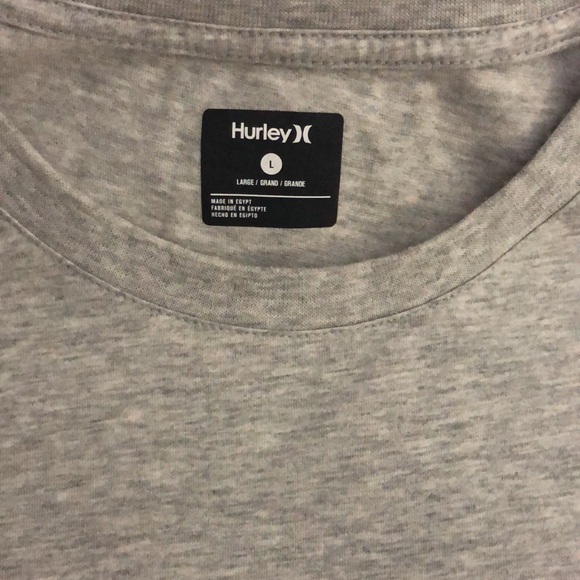 Hurley
L
LARGE / GRAND / GRANDE
MADE IN EGYPT
FABRIQUÉ EN ÉGYPTE
HECHO EN EGIPTO